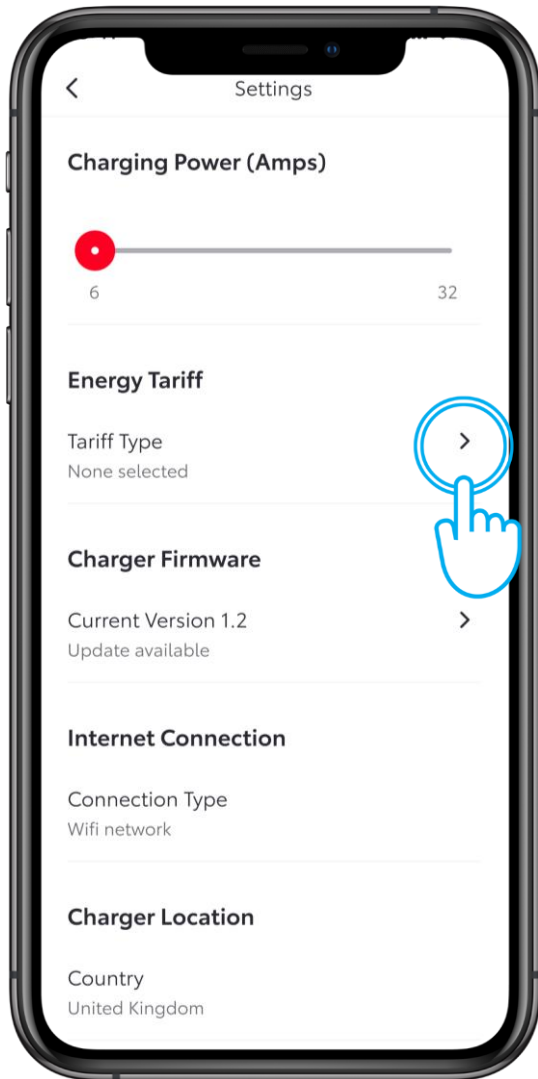 Settings
Charging Power (Amps)
6 32
Energy Tariff
Tariff Type
None selected
Charger Firmware
Current Version 1.2
Update available
Internet Connection
Connection Type
Wifi network
Charger Location
Country
United Kingdom